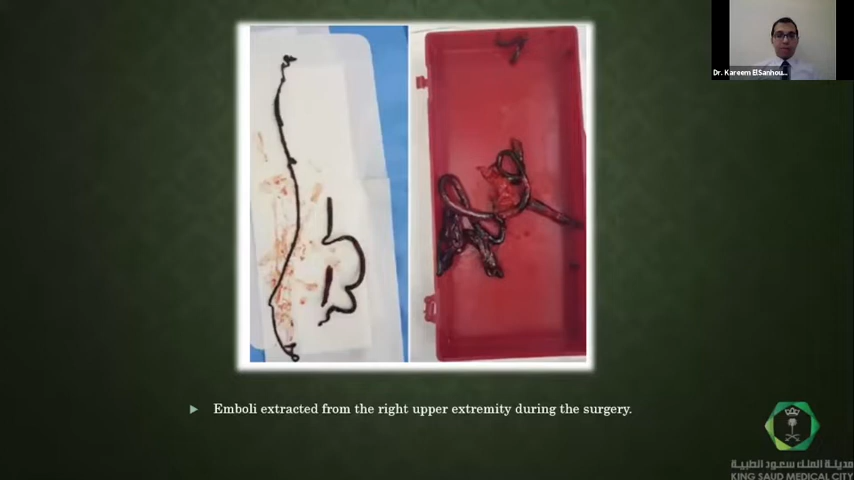 Dr. Kareem ElSanhou...
▶ Emboli extracted from the right upper extremity during the surgery.
مدينة الملك سعود الطبية
KING SAUD MEDICAL CITY